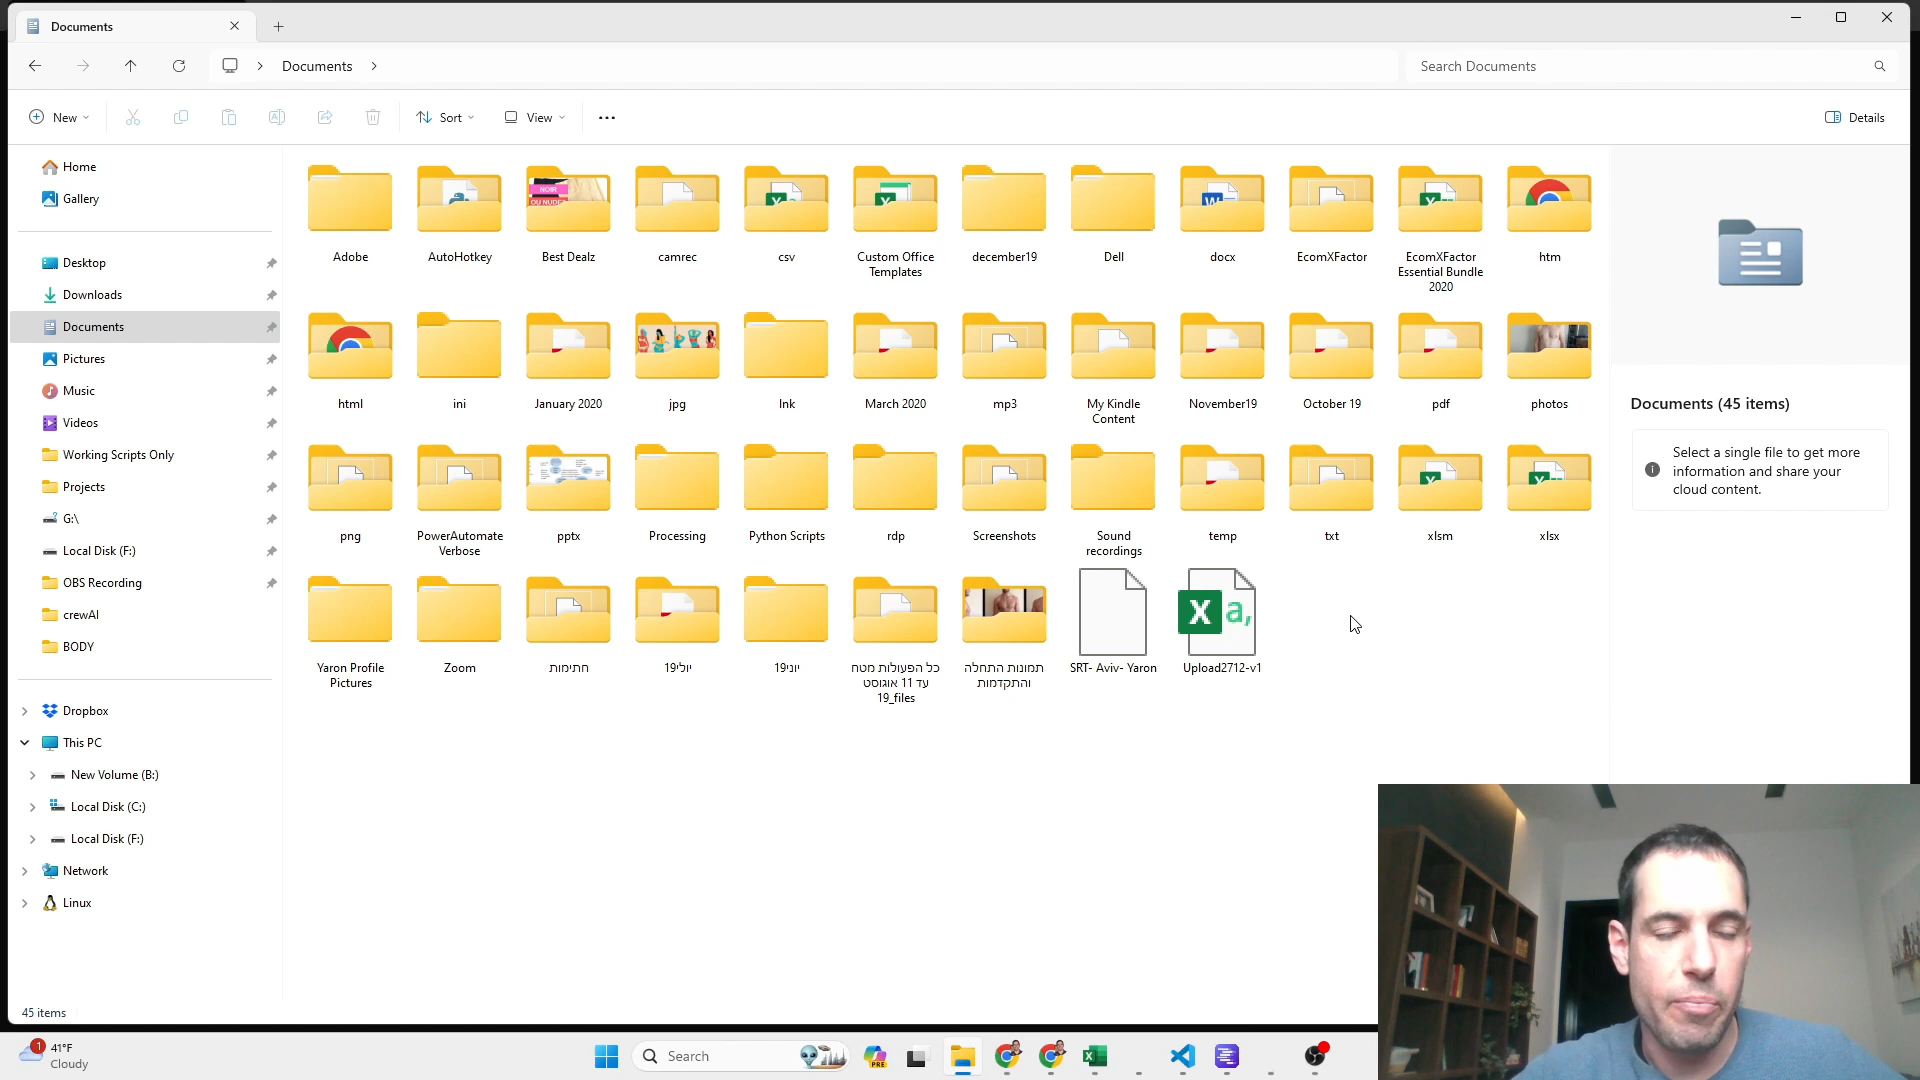 Documents
Documents
Search Documents
New
Sort
View
Details
Home
Gallery
Desktop
Downloads
Documents
Pictures
Music
Videos
Working Scripts Only
Projects
G:\
Local Disk (F:)
OBS Recording
crewAI
BODY
Dropbox
This PC
New Volume (B:)
Local Disk (C:)
Local Disk (F:)
Network
Linux
NOIR
OU NUDE
Adobe
AutoHotkey
Best Dealz
camrec
csv
Custom Office
Templates
december19
Dell
docx
EcomXFactor
EcomXFactor
Essential Bundle
2020
htm
html
ini
January 2020
jpg
lnk
March 2020
mp3
My Kindle
Content
November19
October 19
pdf
photos
png
PowerAutomate
Verbose
pptx
Processing
Python Scripts
rdp
Screenshots
Sound
recordings
temp
txt
xlsm
xlsx
X a,
Yaron Profile
Pictures
Zoom
חתימות
יולי19
יוני19
כל הפעולות מטח
עד 11 אוגוסט
19_files
תמונות התחלה
והתקדמות
SRT- Aviv- Yaron
Upload2712-v1
Documents (45 items)
Select a single file to get more
information and share your
cloud content.
45 items
1
41°F
Cloudy
Search
PRE